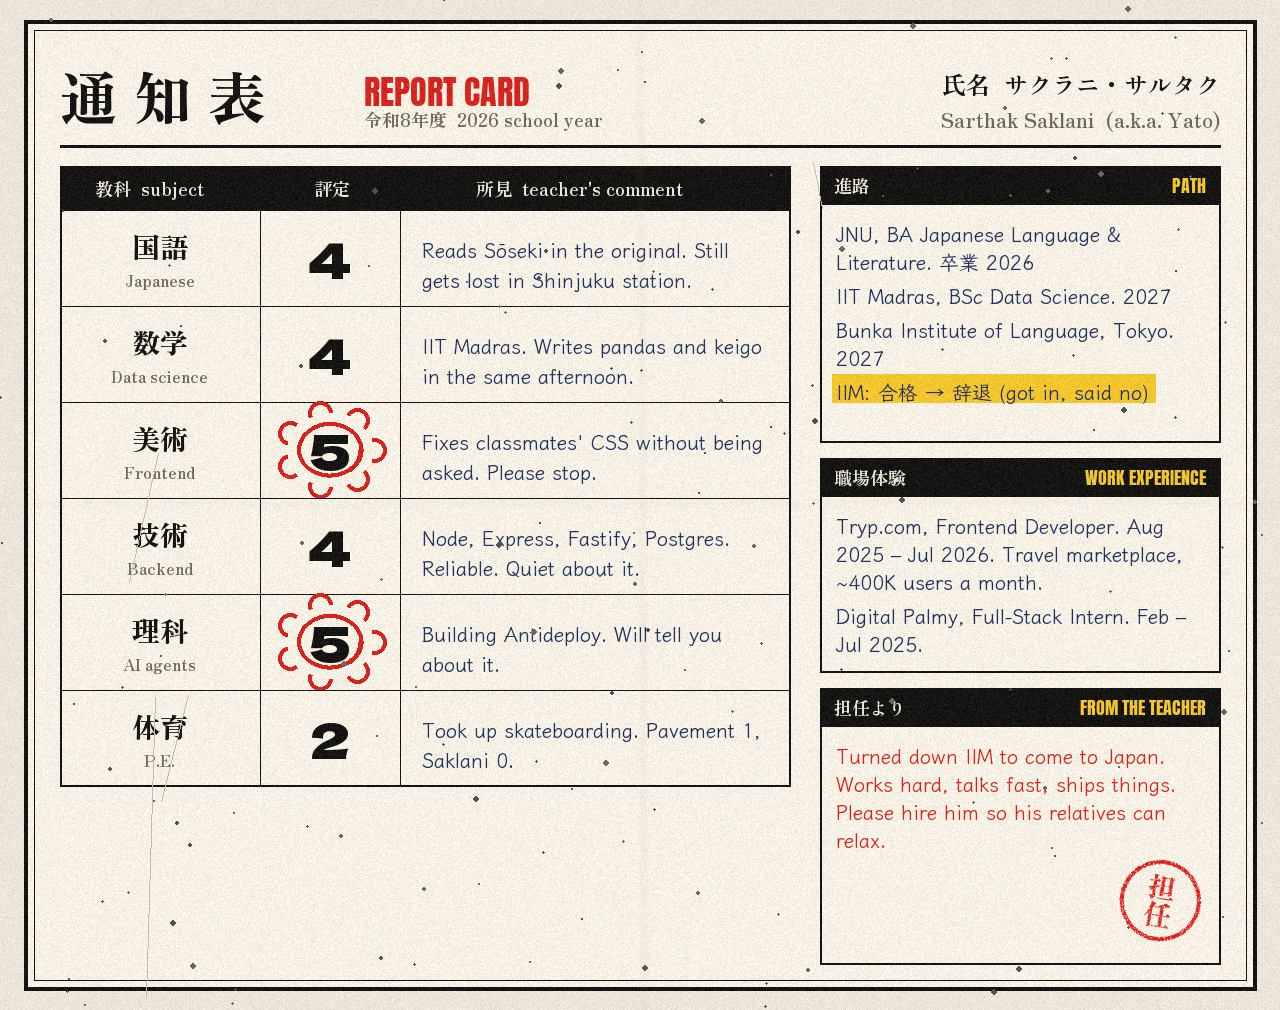 通知表
REPORT CARD
令和8年度 2026 school year
氏名 サクラニ・サルタク
Sarthak Saklani (a.k.a. Yato)
教科 subject
評定
所見 teacher's comment
国語
Japanese
4
Reads Sōseki in the original. Still
gets lost in Shinjuku station.
数学
Data science
4
IIT Madras. Writes pandas and keigo
in the same afternoon.
美術
Frontend
5
Fixes classmates' CSS without being
asked. Please stop.
技術
Backend
4
Node, Express, Fastify, Postgres.
Reliable. Quiet about it.
理科
AI agents
5
Building Antideploy. Will tell you
about it.
体育
P.E.
2
Took up skateboarding. Pavement 1,
Saklani 0.
進路
PATH
JNU, BA Japanese Language &
Literature. 卒業 2026
IIT Madras, BSc Data Science. 2027
Bunka Institute of Language, Tokyo.
2027
IIM: 合格 → 辞退 (got in, said no)
職場体験
WORK EXPERIENCE
Tryp.com, Frontend Developer. Aug
2025 – Jul 2026. Travel marketplace,
~400K users a month.
Digital Palmy, Full-Stack Intern. Feb –
Jul 2025.
担任より
FROM THE TEACHER
Turned down IIM to come to Japan.
Works hard, talks fast, ships things.
Please hire him so his relatives can
relax.
担任